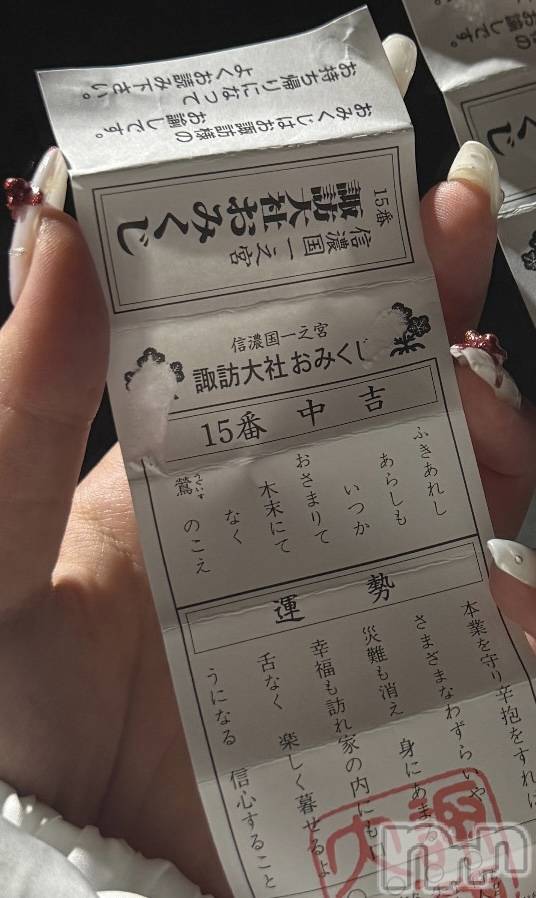 おみくじはお諏訪様の
お諭しです。
お持ち帰りになって
よくお読み下さい。
15番
信濃国一之宮
諏訪大社おみくじ
信濃国一之宮
諏訪大社おみくじ
15番 中吉
ふきあれし
あらしも
いつか
おさまりて
木末にて
なく
鶯のこえ
うぐいす
運勢
本業を守り辛抱をすれば
さまざまなわずらいや
災難も消え 身にあま
幸福も訪れ家の内にも
舌なく 楽しく暮せるよ
うになる 信心すること